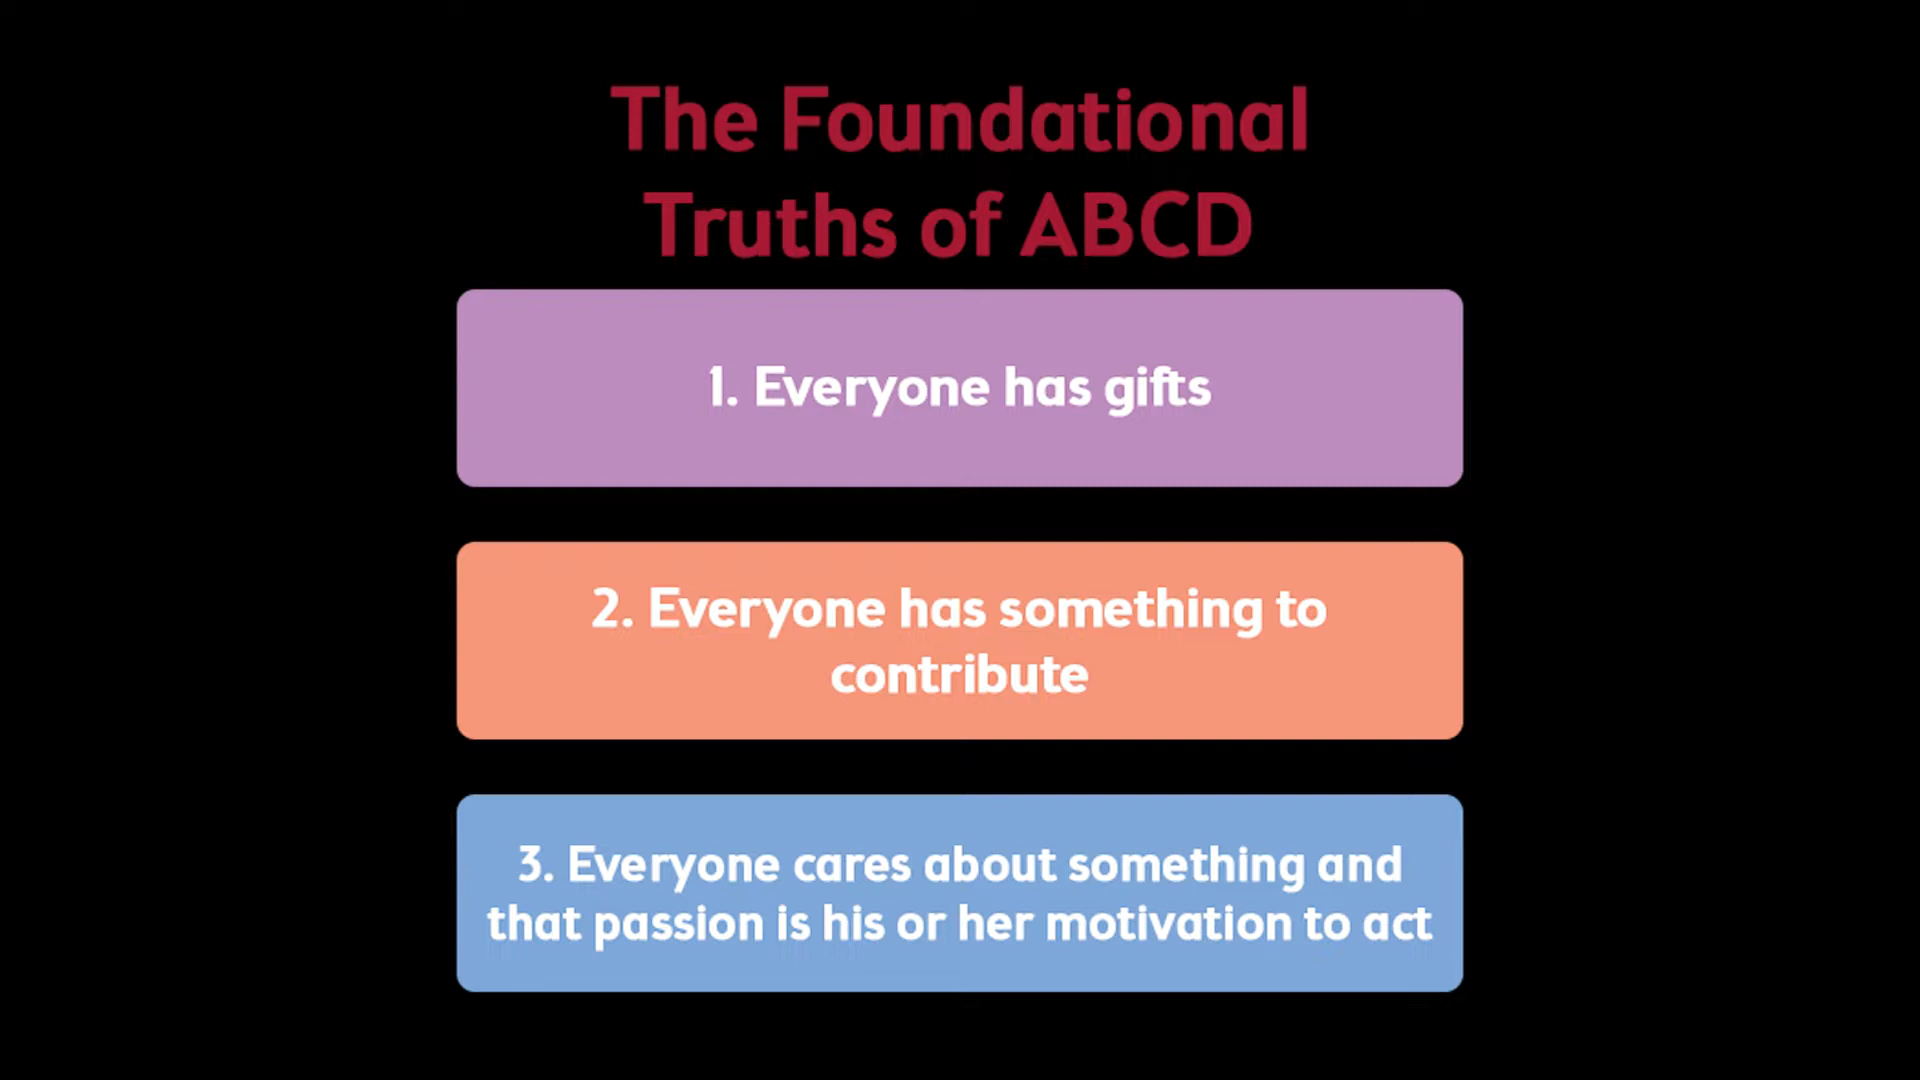 The Foundational
Truths of ABCD
1. Everyone has gifts
2. Everyone has something to
contribute
3. Everyone cares about something and
that passion is his or her motivation to act